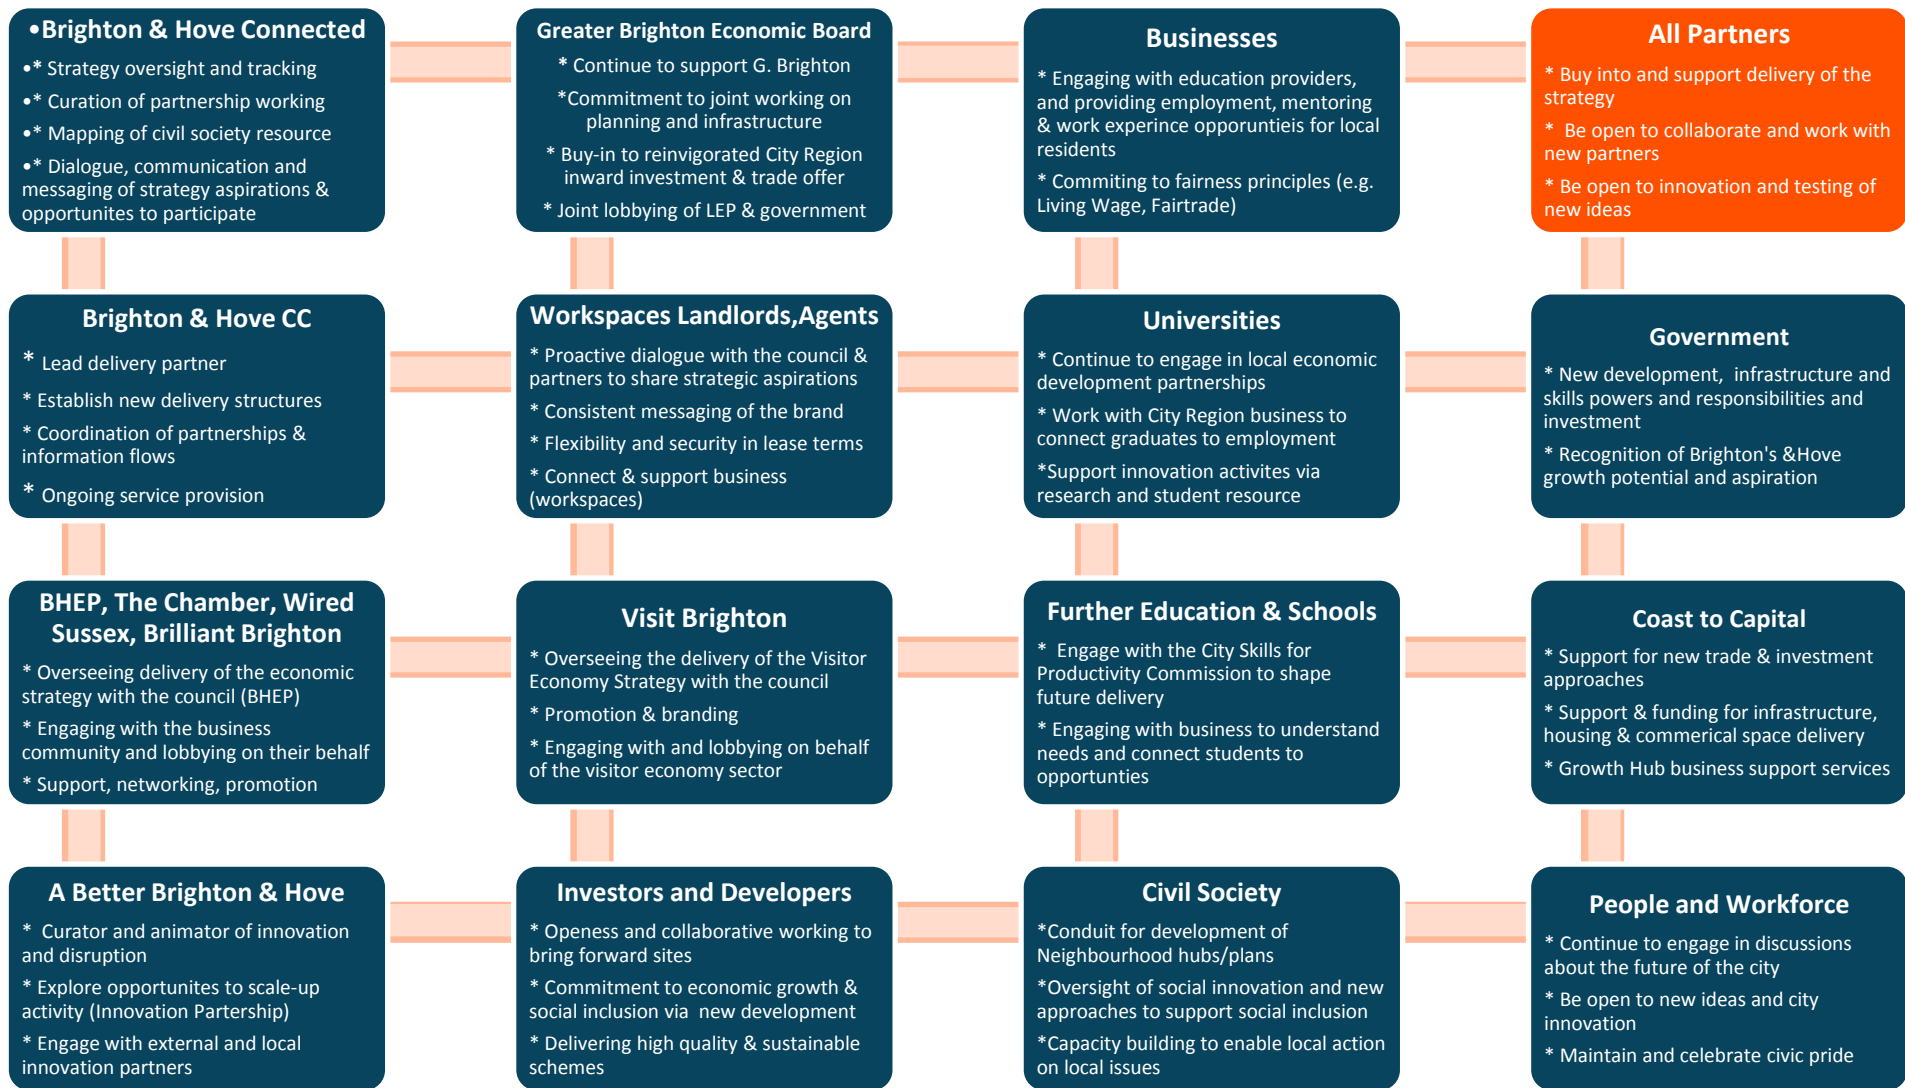 •Brighton & Hove Connected
•* Strategy oversight and tracking
•* Curation of partnership working
•* Mapping of civil society resource
•* Dialogue, communication and
messaging of strategy aspirations &
opportunites to participate
Greater Brighton Economic Board
* Continue to support G. Brighton
*Commitment to joint working on
planning and infrastructure
* Buy-in to reinvigorated City Region
inward investment & trade offer
* Joint lobbying of LEP & government
Businesses
* Engaging with education providers,
and providing employment, mentoring
& work experince opporuntieis for local
residents
* Commiting to fairness principles (e.g.
Living Wage, Fairtrade)
All Partners
* Buy into and support delivery of the
strategy
* Be open to collaborate and work with
new partners
* Be open to innovation and testing of
new ideas
Brighton & Hove CC
* Lead delivery partner
* Establish new delivery structures
* Coordination of partnerships &
information flows
* Ongoing service provision
Workspaces Landlords,Agents
* Proactive dialogue with the council &
partners to share strategic aspirations
* Consistent messaging of the brand
* Flexibility and security in lease terms
* Connect & support business
(workspaces)
Universities
* Continue to engage in local economic
development partnerships
* Work with City Region business to
connect graduates to employment
*Support innovation activites via
research and student resource
Government
* New development, infrastructure and
skills powers and responsibilities and
investment
* Recognition of Brighton's &Hove
growth potential and aspiration
BHEP, The Chamber, Wired
Sussex, Brilliant Brighton
* Overseeing delivery of the economic
strategy with the council (BHEP)
* Engaging with the business
community and lobbying on their behalf
* Support, networking, promotion
Visit Brighton
* Overseeing the delivery of the Visitor
Economy Strategy with the council
* Promotion & branding
* Engaging with and lobbying on behalf
of the visitor economy sector
Further Education & Schools
* Engage with the City Skills for
Productivity Commission to shape
future delivery
* Engaging with business to understand
needs and connect students to
opportunties
Coast to Capital
* Support for new trade & investment
approaches
* Support & funding for infrastructure,
housing & commerical space delivery
* Growth Hub business support services
A Better Brighton & Hove
* Curator and animator of innovation
and disruption
* Explore opportunites to scale-up
activity (Innovation Partership)
* Engage with external and local
innovation partners
Investors and Developers
* Openess and collaborative working to
bring forward sites
* Commitment to economic growth &
social inclusion via new development
* Delivering high quality & sustainable
schemes
Civil Society
*Conduit for development of
Neighbourhood hubs/plans
*Oversight of social innovation and new
approaches to support social inclusion
*Capacity building to enable local action
on local issues
People and Workforce
* Continue to engage in discussions
about the future of the city
* Be open to new ideas and city
innovation
* Maintain and celebrate civic pride